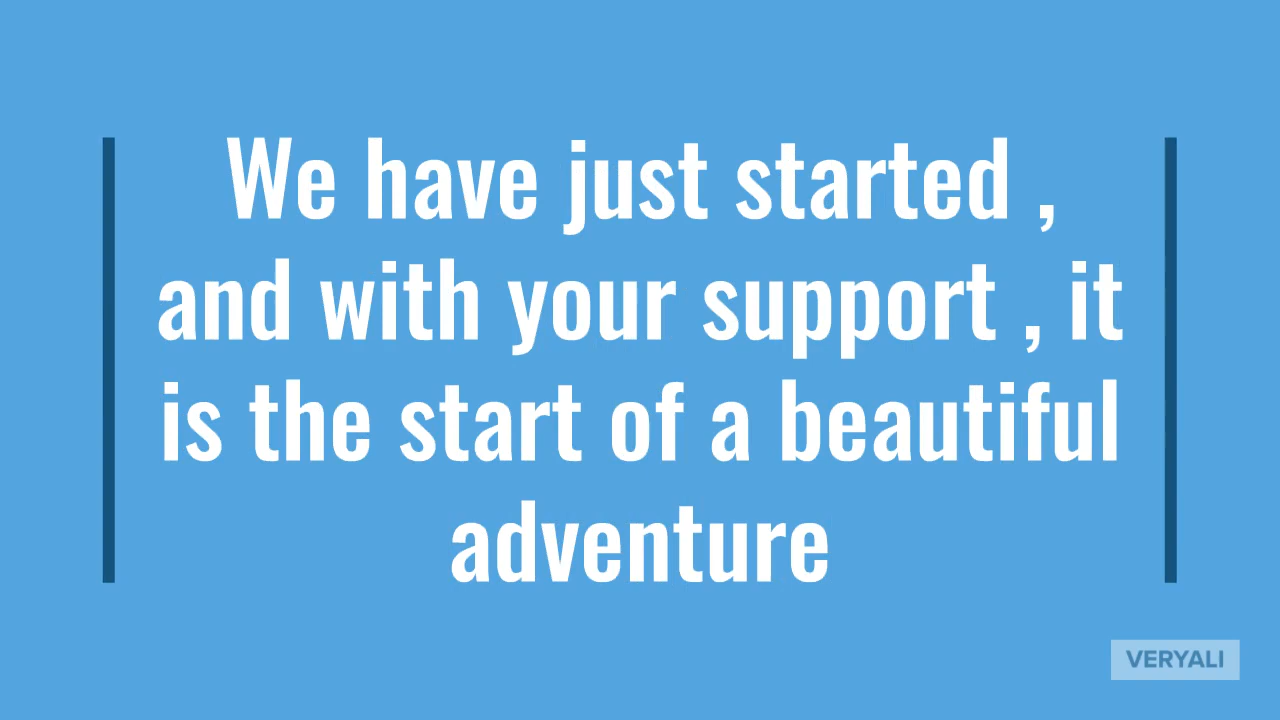 We have just started ,
and with your support , it
is the start of a beautiful
adventure
VERYALI